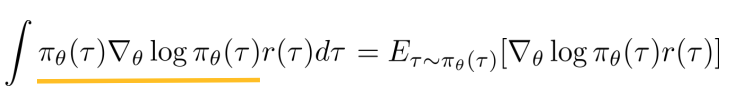 ∫ π_θ(τ)∇_θ log π_θ(τ)r(τ)dτ = E_{τ∼π_θ(τ)}[∇_θ log π_θ(τ)r(τ)]